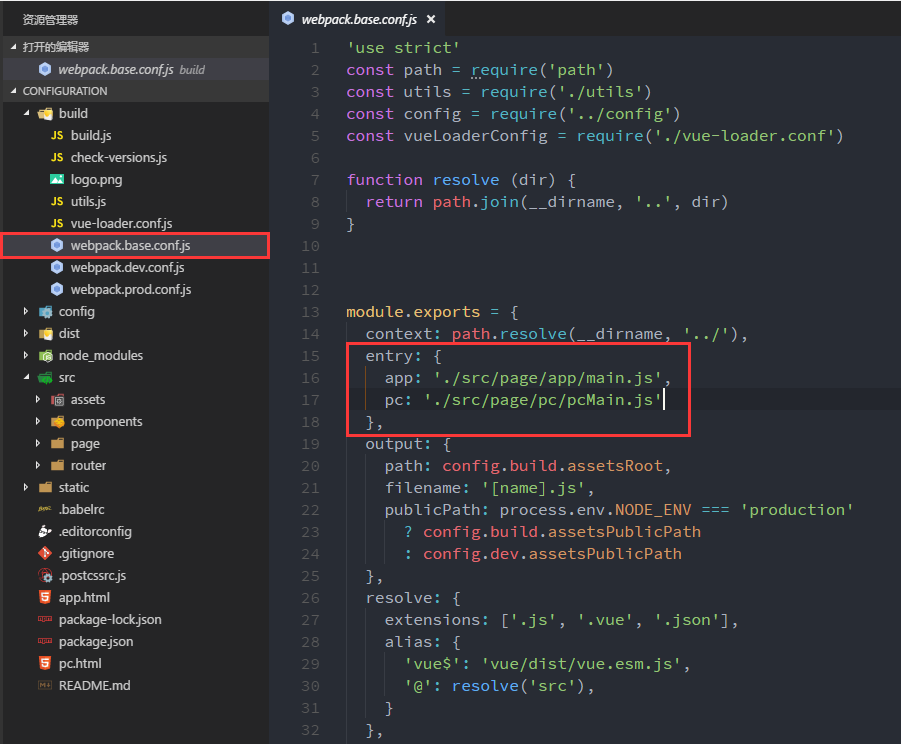 资源管理器
打开的编辑器
webpack.base.conf.js build
CONFIGURATION
build
JS build.js
JS check-versions.js
logo.png
JS utils.js
JS vue-loader.conf.js
webpack.base.conf.js
webpack.dev.conf.js
webpack.prod.conf.js
config
dist
node_modules
src
assets
components
page
router
static
.babelrc
.editorconfig
.gitignore
.postcssrc.js
app.html
package-lock.json
package.json
pc.html
README.md
webpack.base.conf.js ×
1 'use strict'
2 const path = require('path')
3 const utils = require('./utils')
4 const config = require('../config')
5 const vueLoaderConfig = require('./vue-loader.conf')
6
7 function resolve (dir) {
8   return path.join(__dirname, '..', dir)
9 }
10
11
12
13 module.exports = {
14   context: path.resolve(__dirname, '../'),
15   entry: {
16     app: './src/page/app/main.js',
17     pc: './src/page/pc/pcMain.js'
18   },
19   output: {
20     path: config.build.assetsRoot,
21     filename: '[name].js',
22     publicPath: process.env.NODE_ENV === 'production'
23       ? config.build.assetsPublicPath
24       : config.dev.assetsPublicPath
25   },
26   resolve: {
27     extensions: ['.js', '.vue', '.json'],
28     alias: {
29       'vue$': 'vue/dist/vue.esm.js',
30       '@': resolve('src'),
31     }
32   },